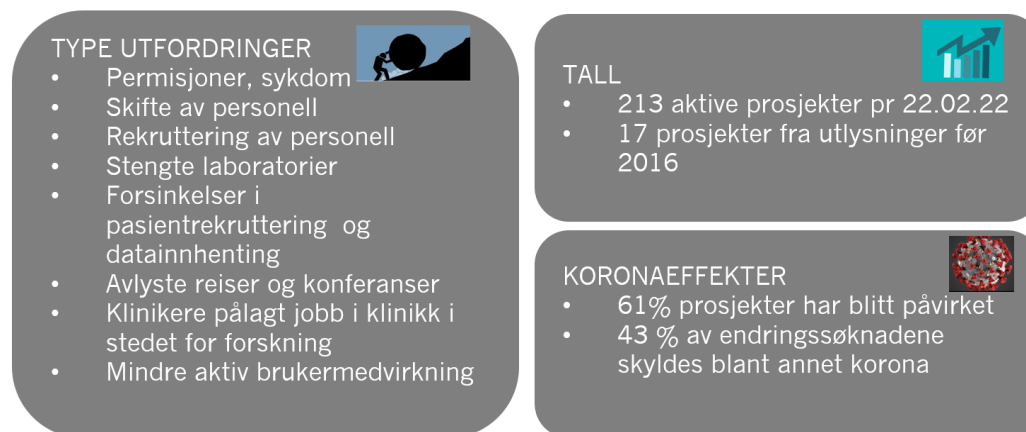 TYPE UTFORDRINGER
• Permisjoner, sykdom
• Skifte av personell
• Rekruttering av personell
• Stengte laboratorier
• Forsinkelser i
pasientrekruttering og
datainnhenting
• Avlyste reiser og konferanser
• Klinikere pålagt jobb i klinikk i
stedet for forskning
• Mindre aktiv brukermedvirkning
TALL
• 213 aktive prosjekter pr 22.02.22
• 17 prosjekter fra utlysninger før
2016
KORONAEFFEKTER
• 61% prosjekter har blitt påvirket
• 43 % av endringssøknadene
skyldes blant annet korona